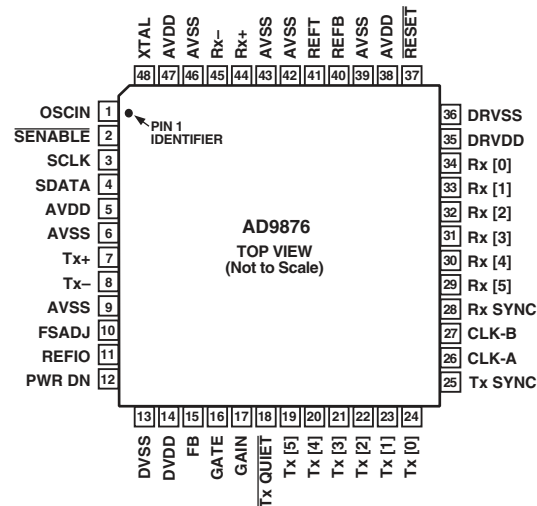 XTAL
AVDD
AVSS
Rx–
Rx+
AVSS
AVSS
REFT
REFB
AVSS
AVDD
RESET
48 47 46 45 44 43 42 41 40 39 38 37
OSCIN 1
SENABLE 2
SCLK 3
SDATA 4
AVDD 5
AVSS 6
Tx+ 7
Tx– 8
AVSS 9
FSADJ 10
REFIO 11
PWR DN 12
PIN 1
IDENTIFIER
AD9876
TOP VIEW
(Not to Scale)
36 DRVSS
35 DRVDD
34 Rx [0]
33 Rx [1]
32 Rx [2]
31 Rx [3]
30 Rx [4]
29 Rx [5]
28 Rx SYNC
27 CLK-B
26 CLK-A
25 Tx SYNC
13 14 15 16 17 18 19 20 21 22 23 24
DVSS
DVDD
FB
GATE
GAIN
Tx QUIET
Tx [5]
Tx [4]
Tx [3]
Tx [2]
Tx [1]
Tx [0]